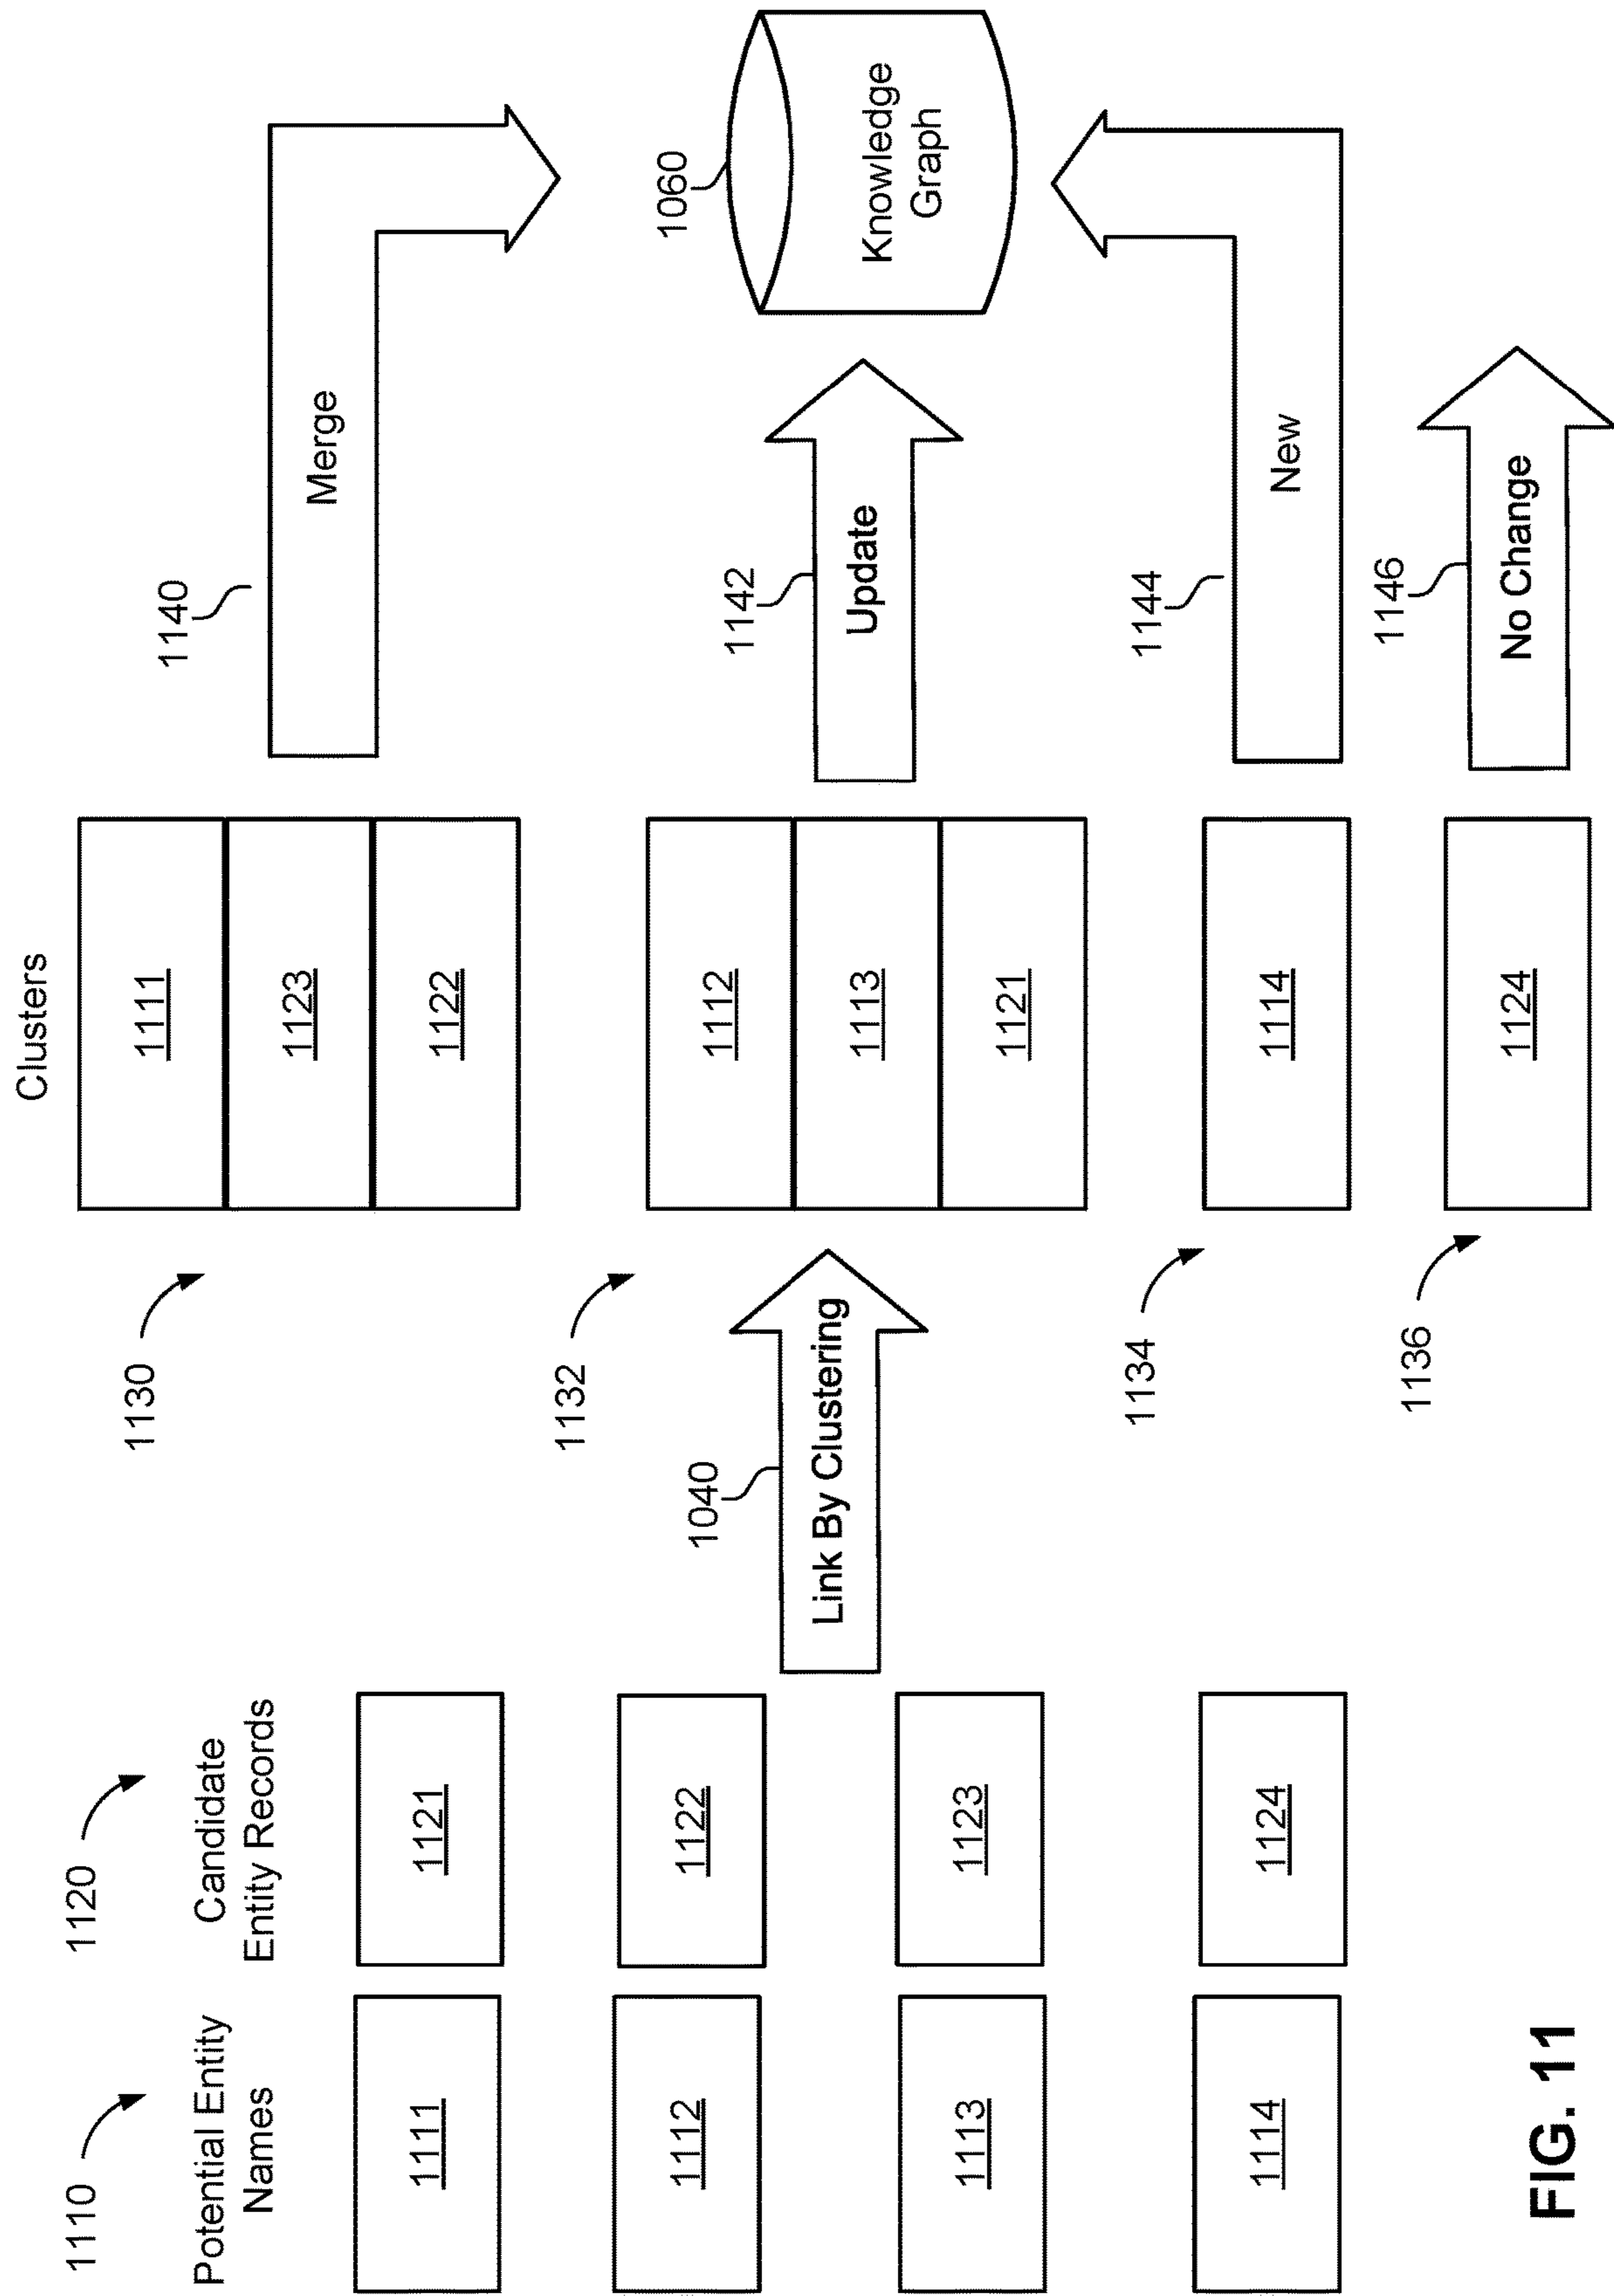 1110
Potential Entity
Names
1111
1112
1113
1114
1120
Candidate
Entity Records
1121
1122
1123
1124
1040
Link By Clustering
Clusters
1130
1111
1123
1122
1132
1112
1113
1121
1134
1114
1136
1124
1140
Merge
1142
Update
1144
New
1146
No Change
1060
Knowledge
Graph
FIG. 11